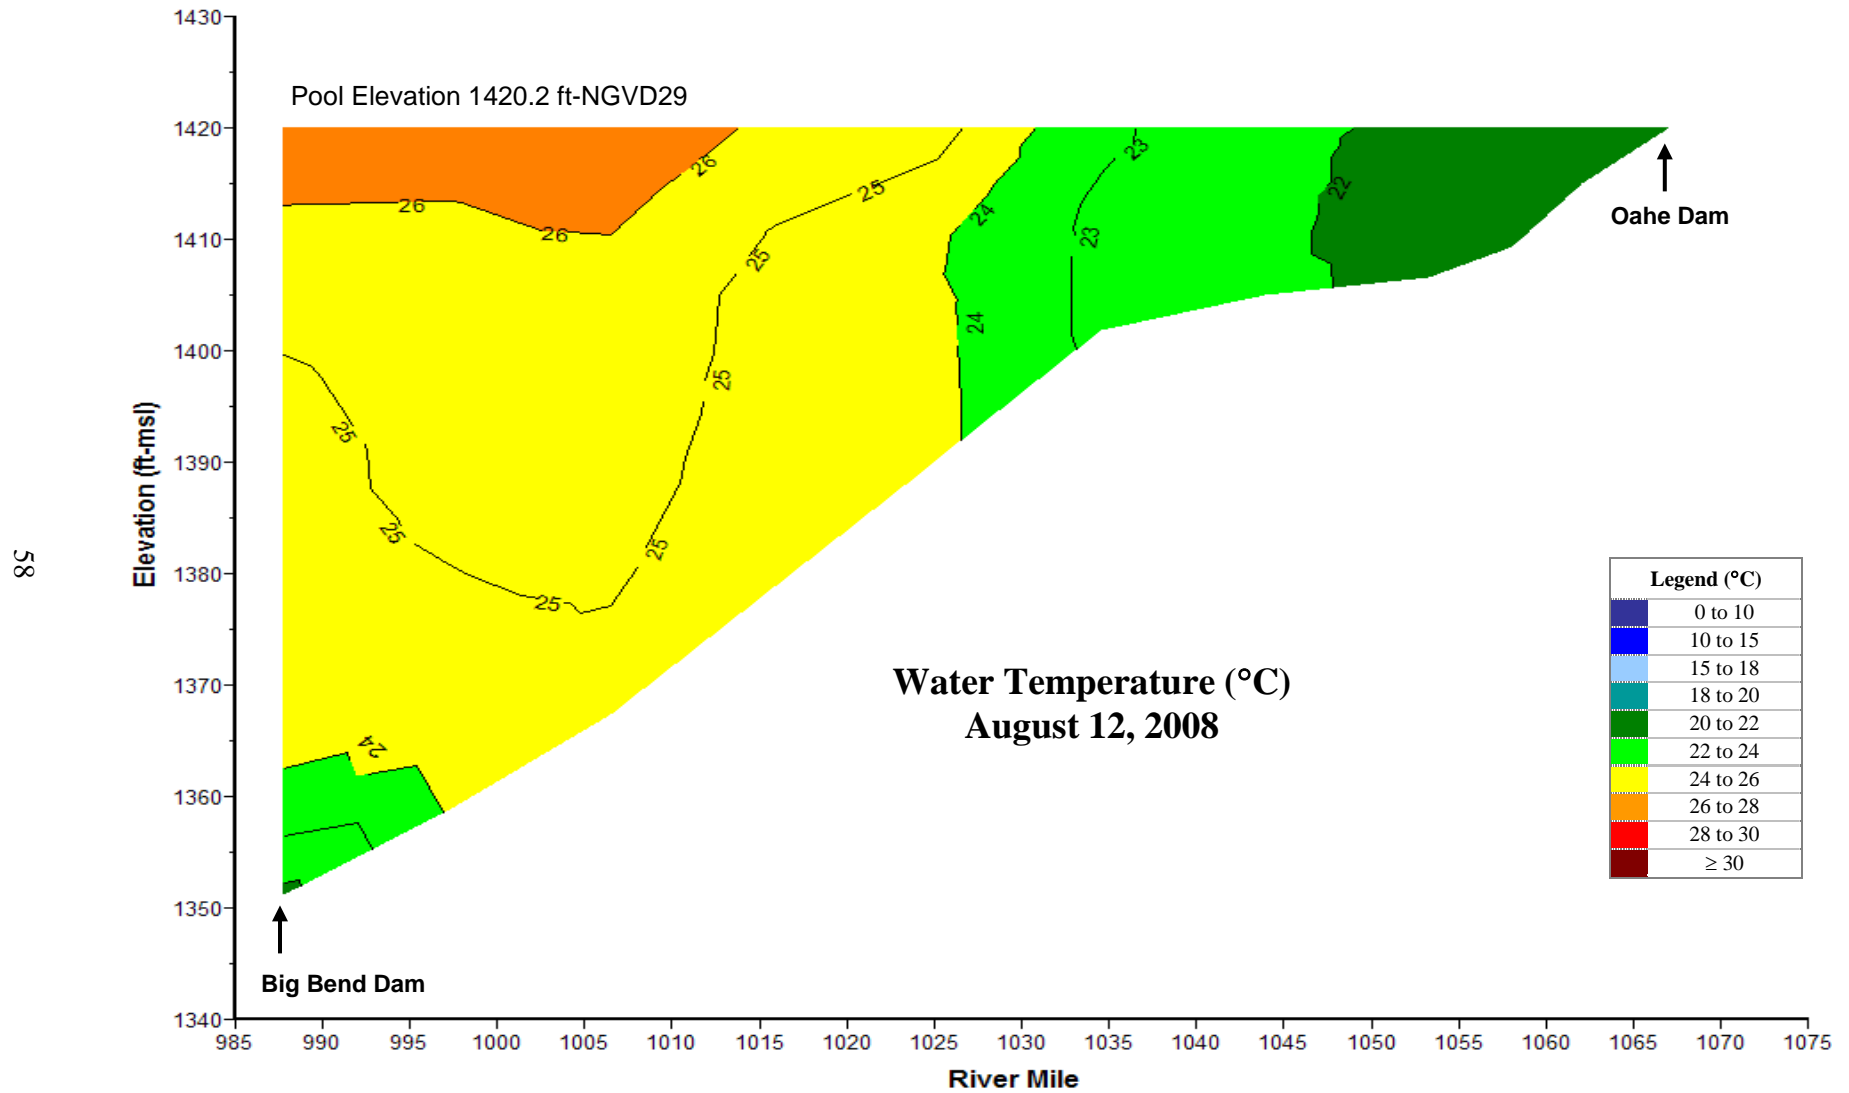 1430
Pool Elevation 1420.2 ft-NGVD29
1420
26
25
23
24
22
26
26
25
23
Oahe Dam
1410
25
24
1400
25
25
1390
Elevation (ft-msl)
25
25
25
1380
58
Legend (°C)
0 to 10
10 to 15
15 to 18
18 to 20
20 to 22
22 to 24
24 to 26
26 to 28
28 to 30
≥ 30
1370
Water Temperature (°C)
August 12, 2008
24
1360
1350
Big Bend Dam
1340
985 990 995 1000 1005 1010 1015 1020 1025 1030 1035 1040 1045 1050 1055 1060 1065 1070 1075
River Mile